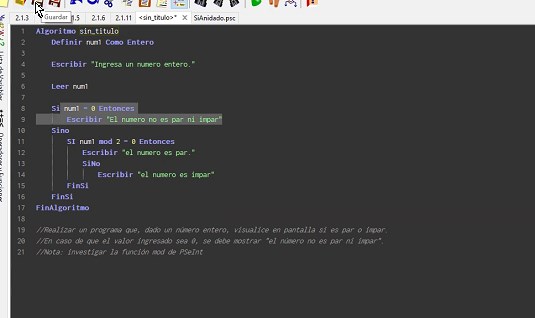 Guardar
2.1.3 1.5 2.1.6 2.1.11 <sin_titulo>* X SiAnidado.psc
1 Algoritmo sin_titulo
2 Definir num1 Como Entero
3
4 Escribir "Ingresa un numero entero."
5
6 Leer num1
7
8 Si num1 = 0 Entonces
9 Escribir "El numero no es par ni impar"
10 Sino
11 SI num1 mod 2 = 0 Entonces
12 Escribir "el numero es par."
13 SiNo
14 Escribir "el numero es impar"
15 FinSi
16 FinSi
17 FinAlgoritmo
18
19 //Realizar un programa que, dado un número entero, visualice en pantalla si es par o impar.
20 //En caso de que el valor ingresado sea 0, se debe mostrar "el número no es par ni impar".
21 //Nota: investigar la función mod de PSeInt